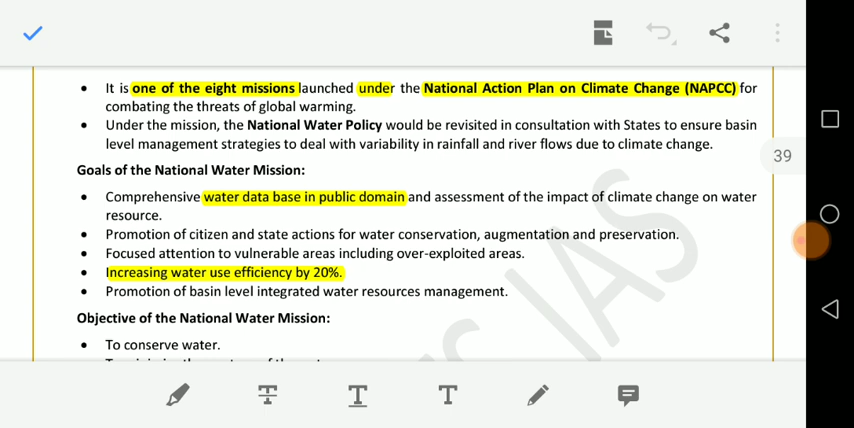 • It is one of the eight missions launched under the National Action Plan on Climate Change (NAPCC) for
combating the threats of global warming.
• Under the mission, the National Water Policy would be revisited in consultation with States to ensure basin
level management strategies to deal with variability in rainfall and river flows due to climate change.
39
Goals of the National Water Mission:
• Comprehensive water data base in public domain and assessment of the impact of climate change on water
resource.
• Promotion of citizen and state actions for water conservation, augmentation and preservation.
• Focused attention to vulnerable areas including over-exploited areas.
• Increasing water use efficiency by 20%.
• Promotion of basin level integrated water resources management.
Objective of the National Water Mission:
• To conserve water.
IAS
T T T